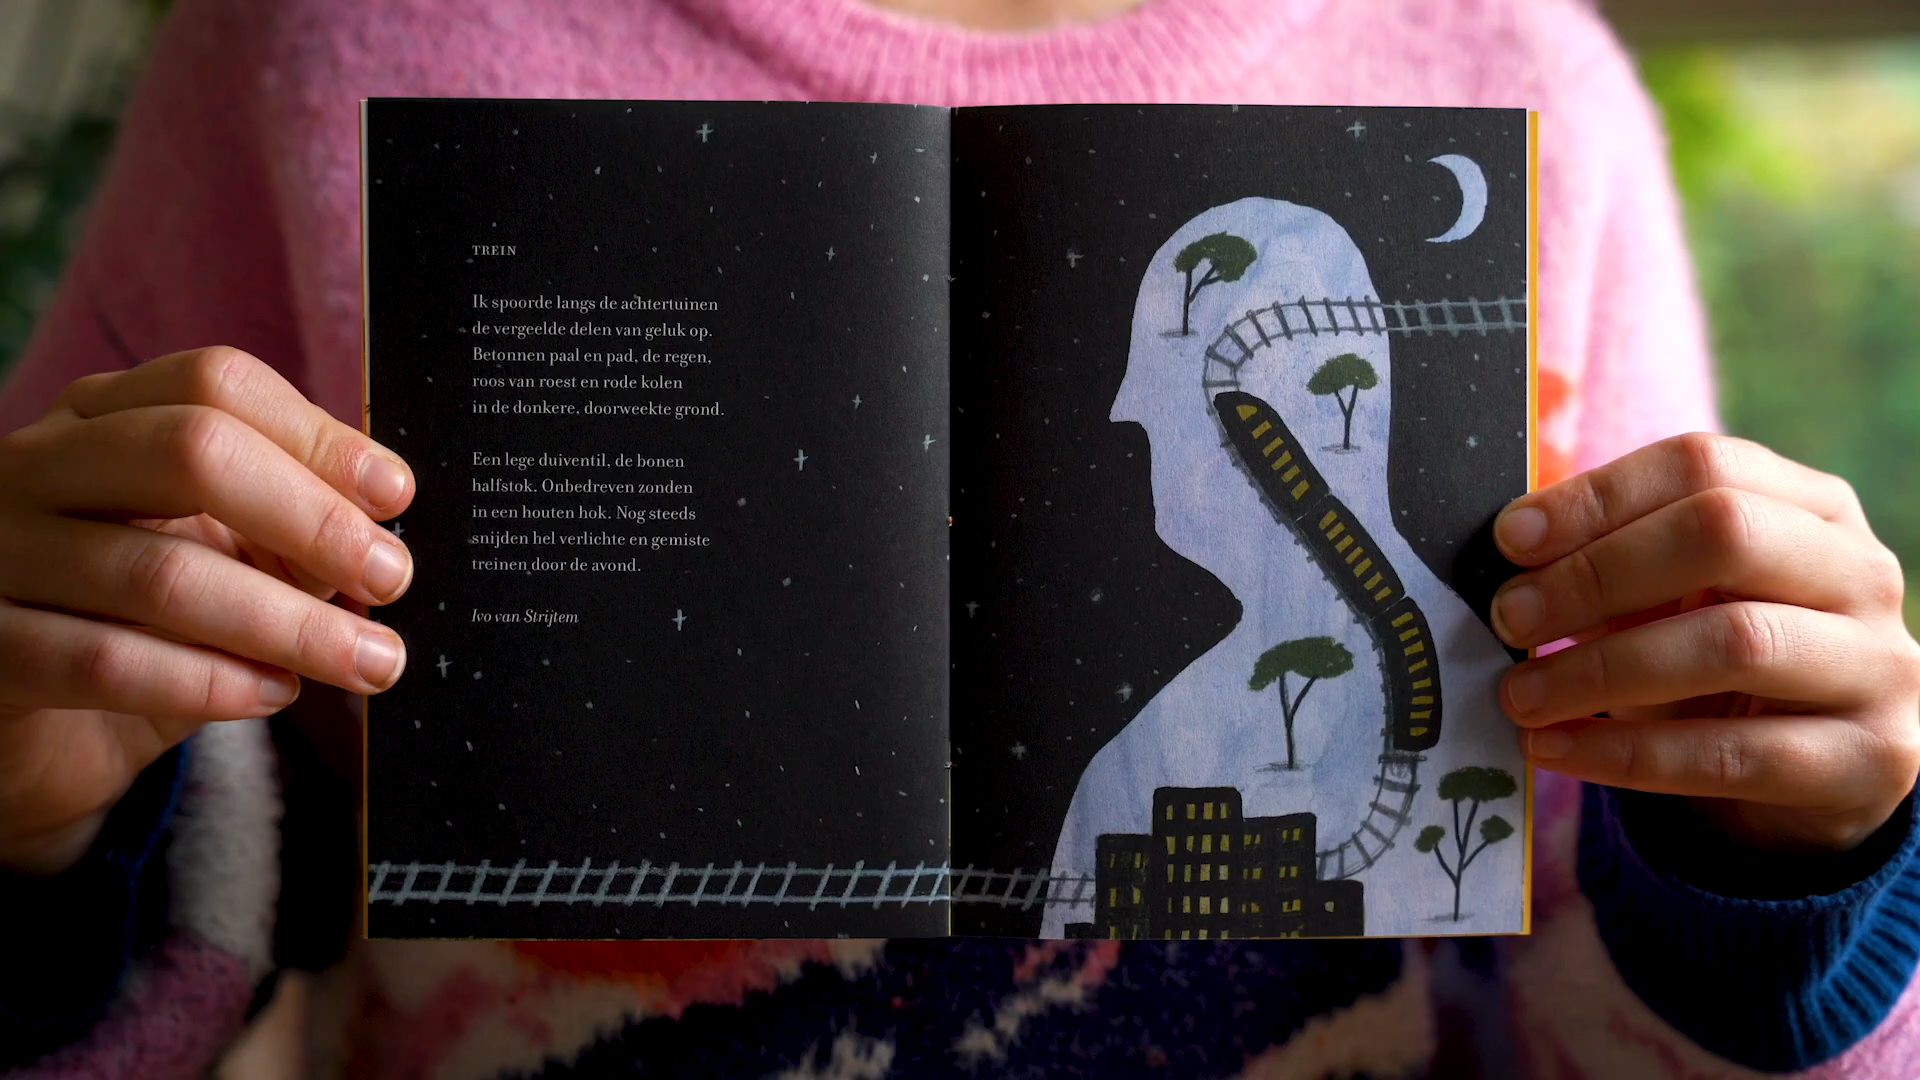 TREIN
Ik spoorde langs de achtertuinen
de vergeelde delen van geluk op.
Betonnen paal en pad, de regen,
roos van roest en rode kolen
in de donkere, doorweekte grond.
Een lege duiventil, de bonen
halfstok. Onbedreven zonden
in een houten hok. Nog steeds
snijden hel verlichte en gemiste
treinen door de avond.
Ivo van Strijtem